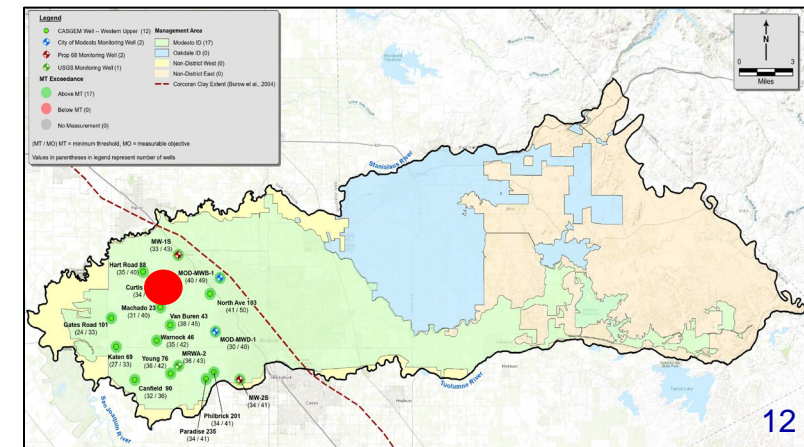 Legend
CASGEM Well -- Western Upper (12)
City of Modesto Monitoring Well (2)
Prop 68 Monitoring Well (2)
USGS Monitoring Well (1)
MT Exceedance
Above MT (17)
Below MT (0)
No Measurement (0)
Management Area
Modesto ID (17)
Oakdale ID (0)
Non-District West (0)
Non-District East (0)
Corcoran Clay Extent (Burow et al., 2004)
(MT / MO) MT = minimum threshold, MO = measurable objective
Values in parentheses in legend represent number of wells
N
0 3
Miles
Stanislaus River
MW-1S
(33 / 43)
Hart Road 88
(35 / 40)
MOD-MWB-1
(40 / 49)
Curtis
(34 /
North Ave 103
(41 / 50)
Machado 23
(31 / 40)
Van Buren 43
(38 / 45)
Gates Road 101
(24 / 33)
MOD-MWD-1
(30 / 40)
Warnock 46
(35 / 42)
Katen 69
(27 / 33)
Young 76
(36 / 42)
MRWA-2
(36 / 43)
Canfield 90
(32 / 36)
MW-2S
(34 / 41)
Philbrick 201
(34 / 41)
Paradise 235
(34 / 41)
Tuolumne River
San Joaquin River
12